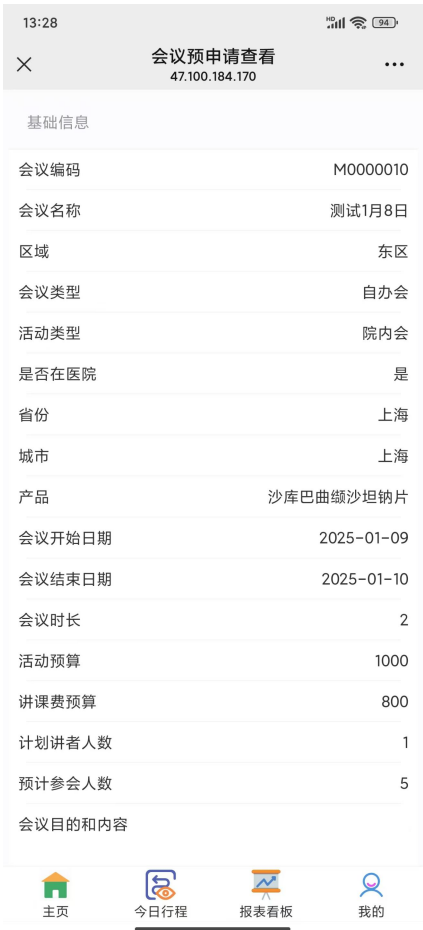 13:28
HD 94
会议预申请查看
47.100.184.170
基础信息
会议编码 M0000010
会议名称 测试1月8日
区域 东区
会议类型 自办会
活动类型 院内会
是否在医院 是
省份 上海
城市 上海
产品 沙库巴曲缬沙坦钠片
会议开始日期 2025-01-09
会议结束日期 2025-01-10
会议时长 2
活动预算 1000
讲课费预算 800
计划讲者人数 1
预计参会人数 5
会议目的和内容
主页 今日行程 报表看板 我的